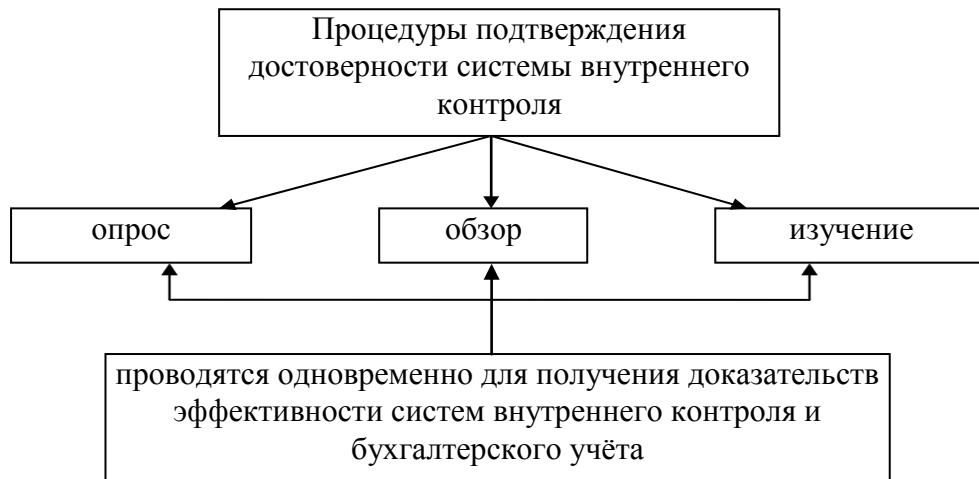 Процедуры подтверждения
достоверности системы внутреннего
контроля
опрос
обзор
изучение
проводятся одновременно для получения доказательств
эффективности систем внутреннего контроля и
бухгалтерского учёта